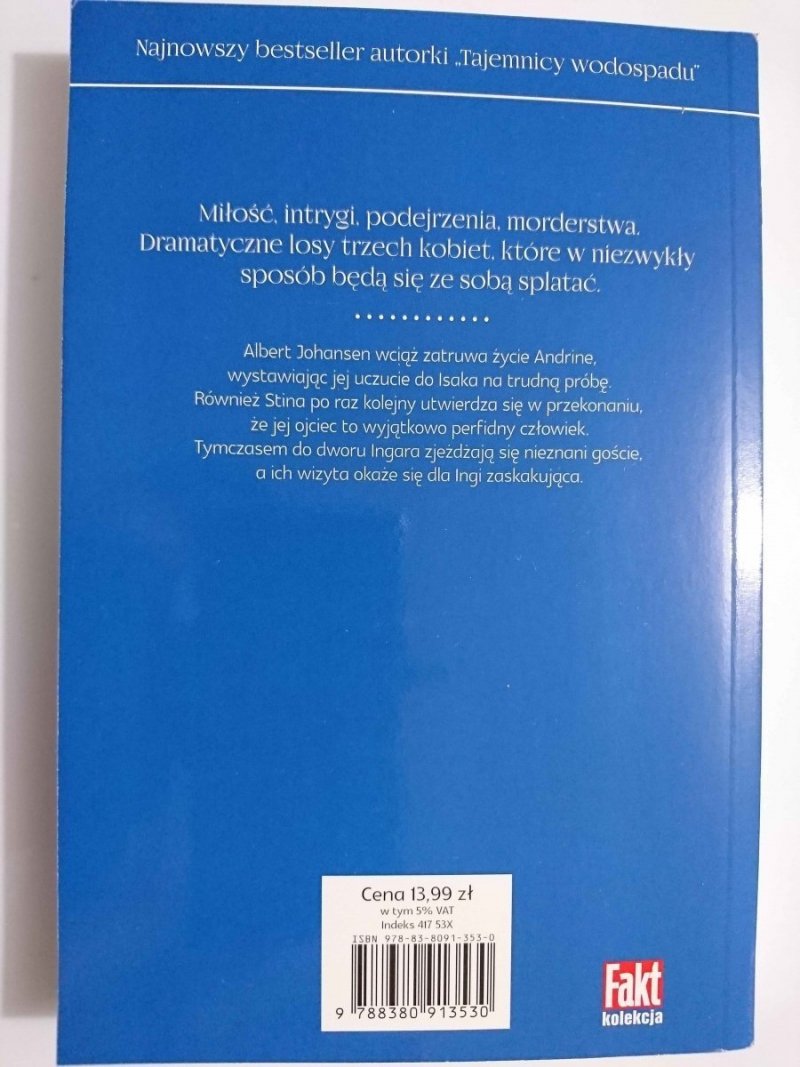 Najnowszy bestseller autorki „Tajemnicy wodospadu"
Miłość, intrygi, podejrzenia, morderstwa.
Dramatyczne losy trzech kobiet, które w niezwykły
sposób będą się ze sobą splatać.
Albert Johansen wciąż zatruwa życie Andrine,
wystawiając jej uczucie do Isaka na trudną próbę.
Również Stina po raz kolejny utwierdza się w przekonaniu,
że jej ojciec to wyjątkowo perfidny człowiek.
Tymczasem do dworu Ingara zjeżdżają się nieznani goście,
a ich wizyta okaże się dla Ingi zaskakująca.
Cena 13,99 zł
w tym 5% VAT
Indeks 417 53X
ISBN 978-83-8091-353-0
9 788380 913530
Fakt
kolekcja